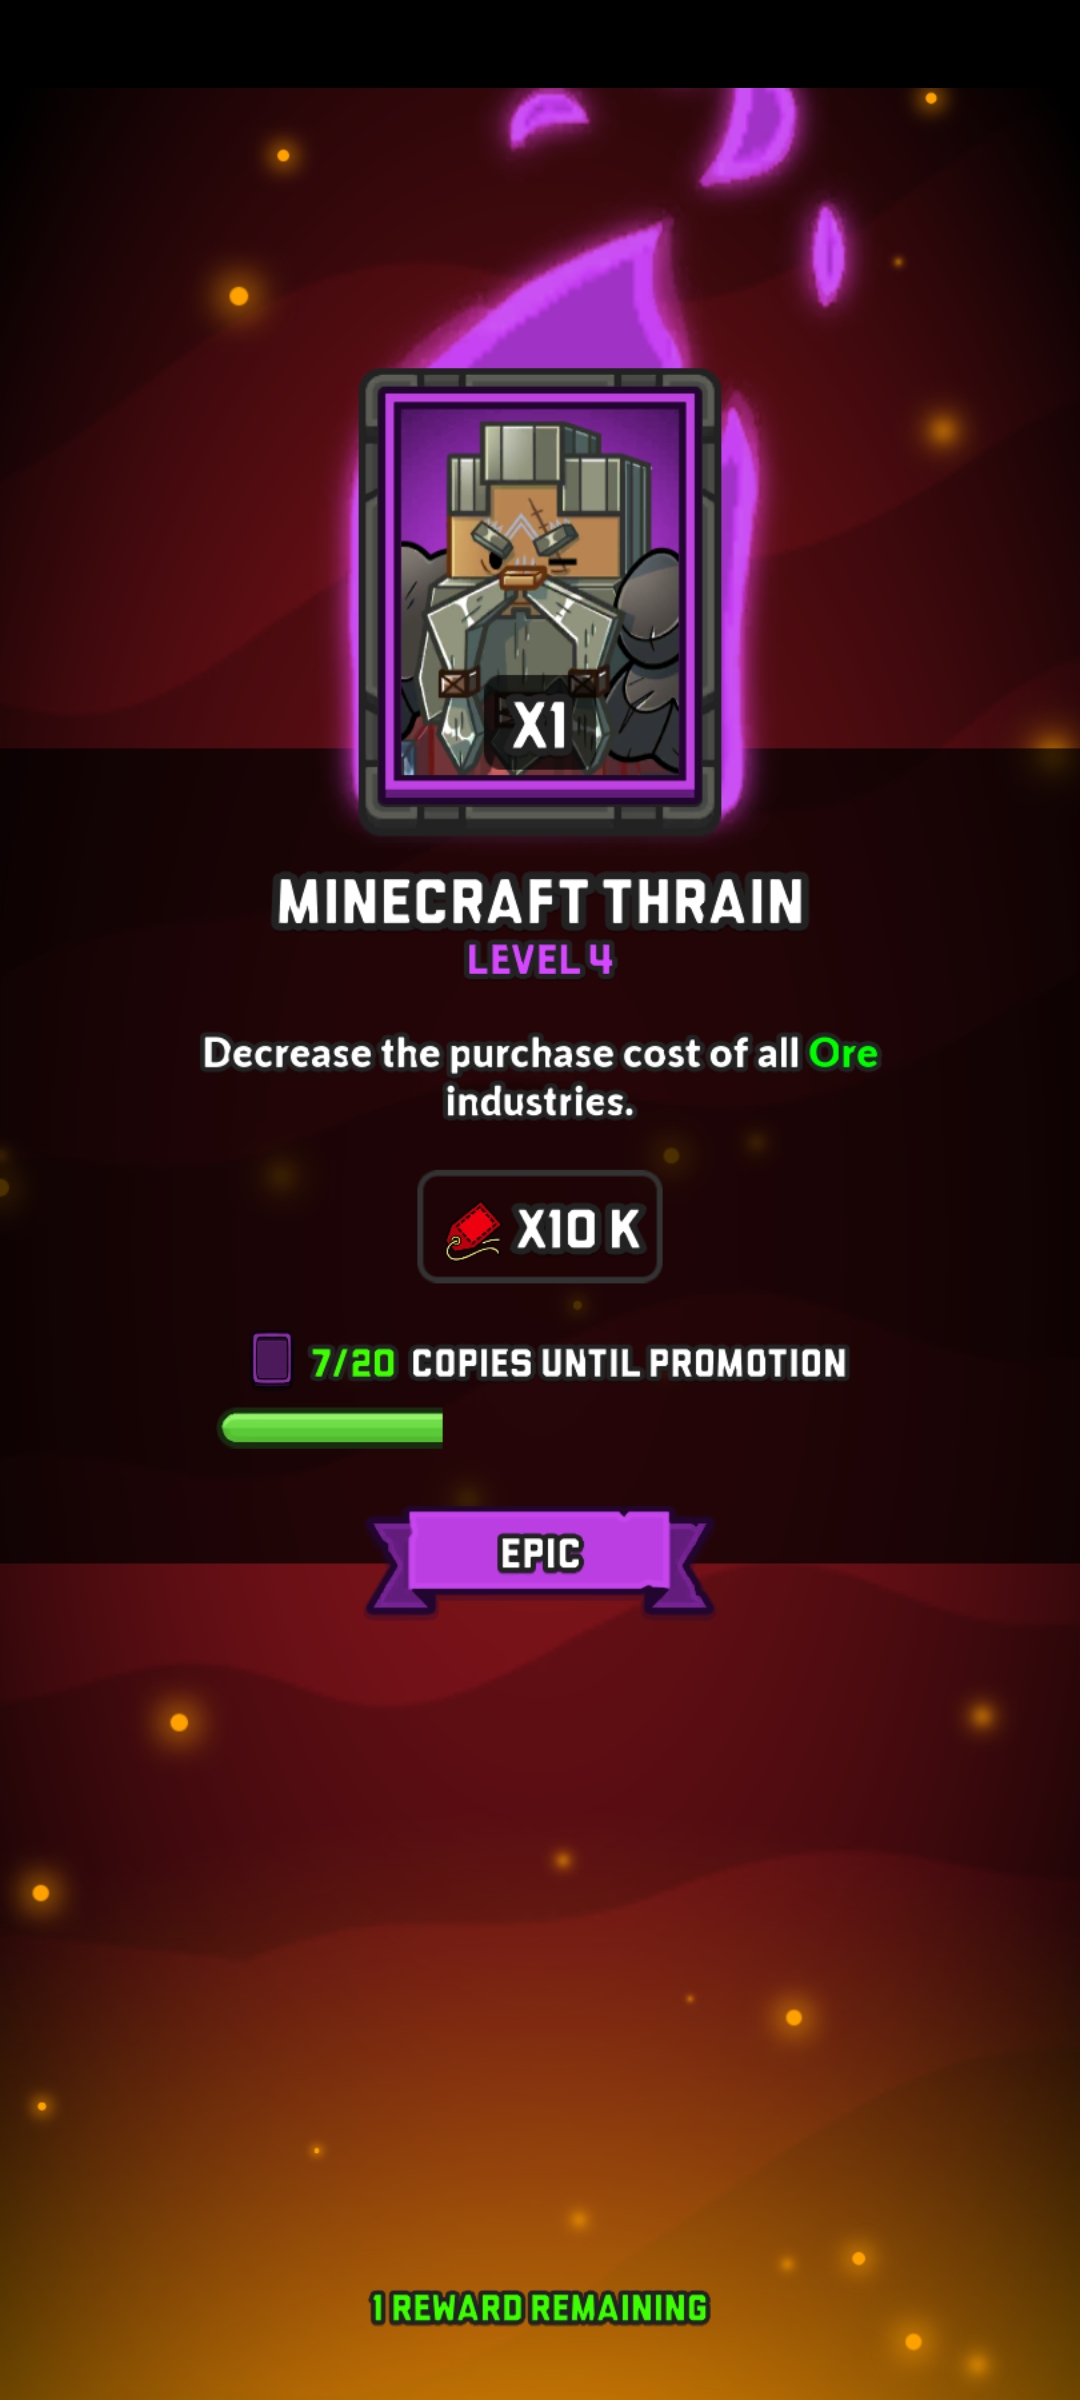 X1
MINECRAFT THRAIN
LEVEL 4
Decrease the purchase cost of all Ore
industries.
X10 K
7/20 COPIES UNTIL PROMOTION
EPIC
1 REWARD REMAINING